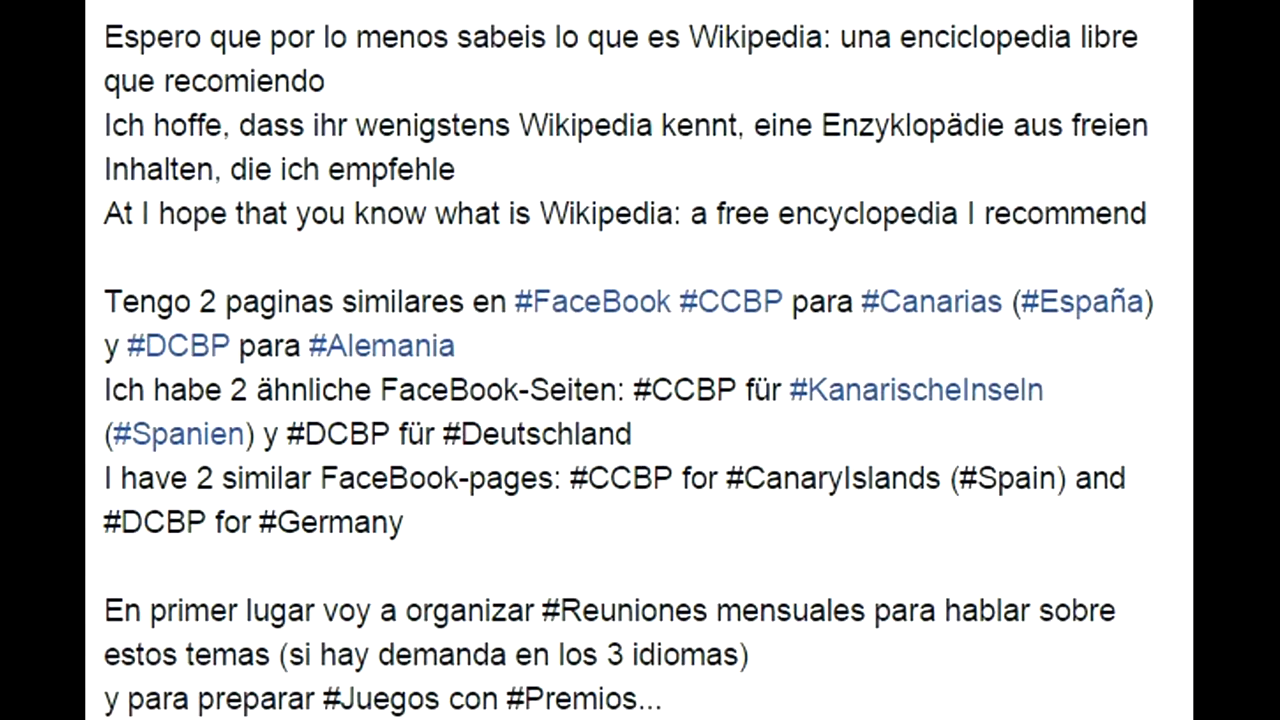 Espero que por lo menos sabeis lo que es Wikipedia: una enciclopedia libre
que recomiendo
Ich hoffe, dass ihr wenigstens Wikipedia kennt, eine Enzyklopädie aus freien
Inhalten, die ich empfehle
At I hope that you know what is Wikipedia: a free encyclopedia I recommend
Tengo 2 paginas similares en #FaceBook #CCBP para #Canarias (#España)
y #DCBP para #Alemania
Ich habe 2 ähnliche FaceBook-Seiten: #CCBP für #KanarischeInseln
(#Spanien) y #DCBP für #Deutschland
I have 2 similar FaceBook-pages: #CCBP for #CanaryIslands (#Spain) and
#DCBP for #Germany
En primer lugar voy a organizar #Reuniones mensuales para hablar sobre
estos temas (si hay demanda en los 3 idiomas)
y para preparar #Juegos con #Premios...